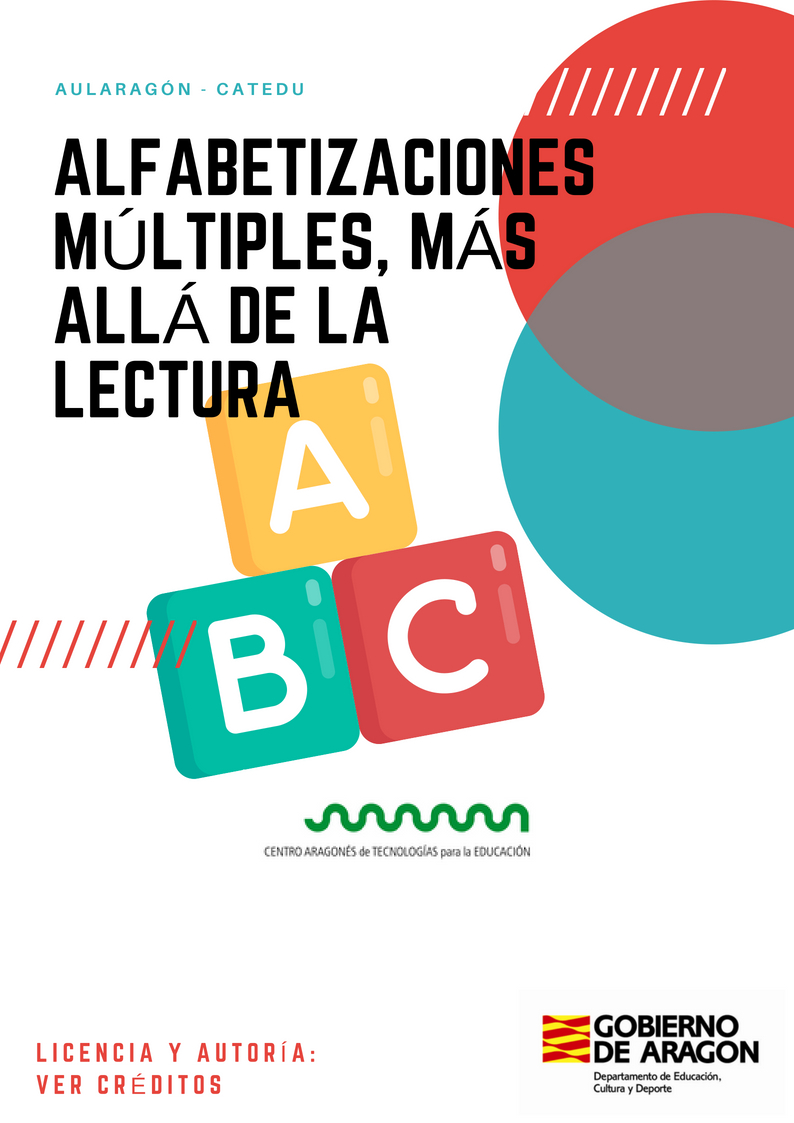 AULARAGÓN - CATEDU
ALFABETIZACIONES
MÚLTIPLES, MÁS
ALLÁ DE LA
LECTURA
A
B C
CENTRO ARAGONÉS de TECNOLOGÍAS para la EDUCACIÓN
LICENCIA Y AUTORÍA:
VER CRÉDITOS
GOBIERNO
DE ARAGON
Departamento de Educación,
Cultura y Deporte